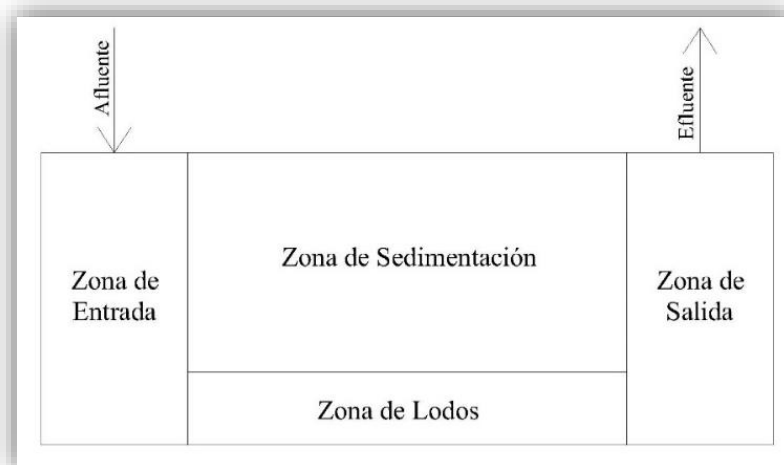 Afluente
Efluente
Zona de
Entrada
Zona de Sedimentación
Zona de
Salida
Zona de Lodos